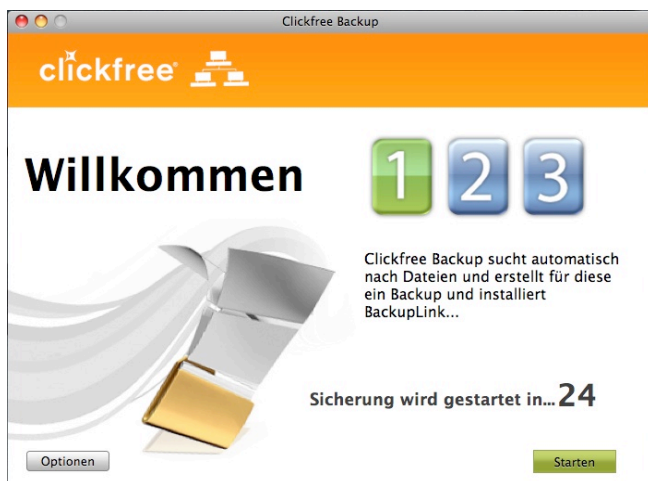 Clickfree Backup
clickfree
Willkommen
1 2 3
Clickfree Backup sucht automatisch
nach Dateien und erstellt für diese
ein Backup und installiert
BackupLink...
Sicherung wird gestartet in...24
Optionen
Starten